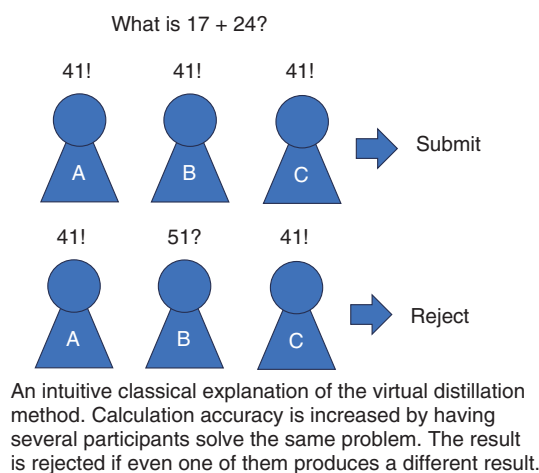 What is 17 + 24?
41! 41! 41!
A B C
Submit
41! 51? 41!
A B C
Reject
An intuitive classical explanation of the virtual distillation
method. Calculation accuracy is increased by having
several participants solve the same problem. The result
is rejected if even one of them produces a different result.